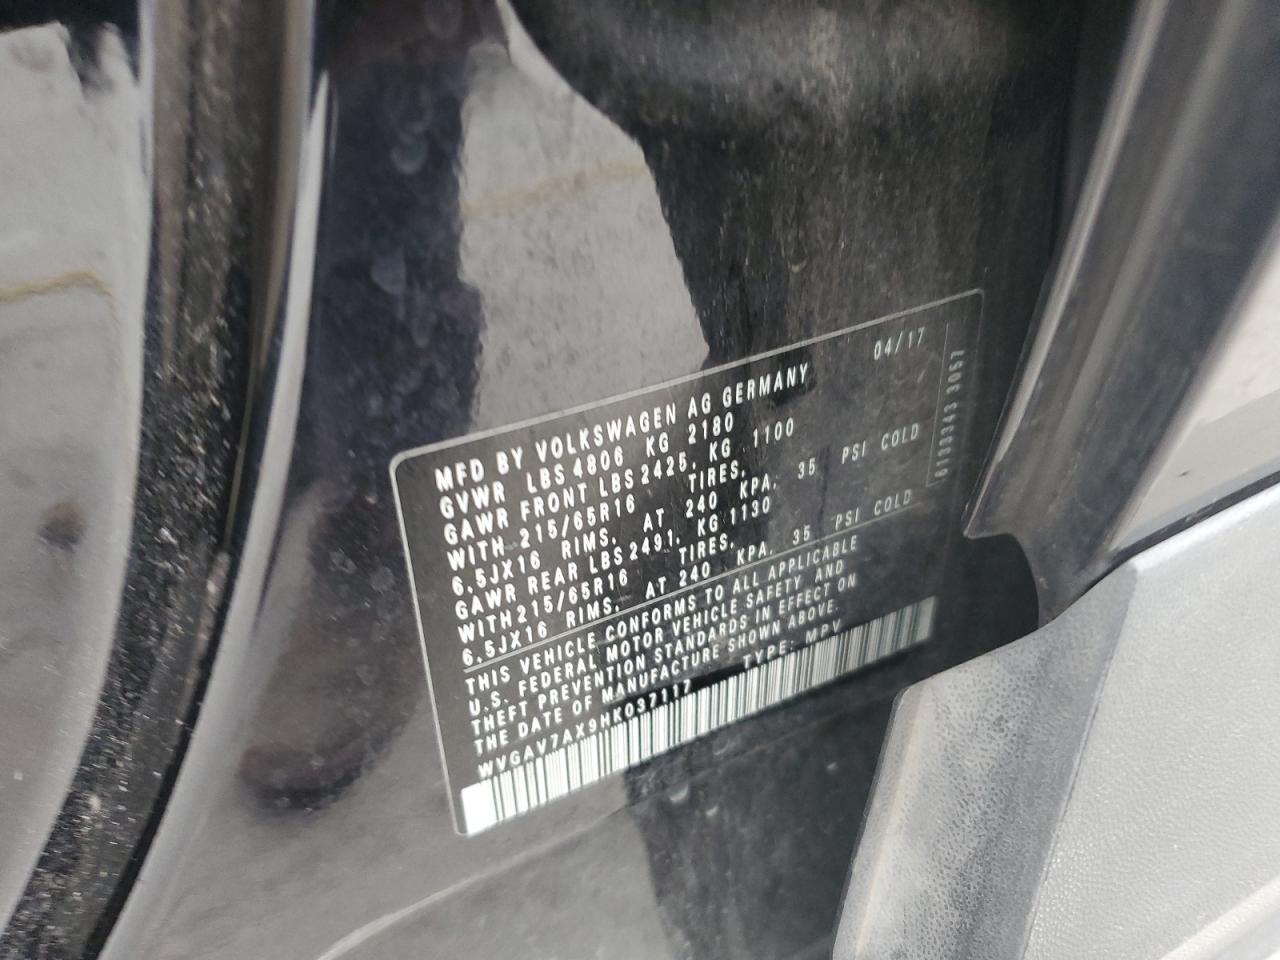 MFD BY VOLKSWAGEN AG GERMANY 04/17
GVWR LBS 4806 KG 2180
GAWR FRONT LBS 2425, KG 1100
WITH 215/65R16 TIRES,
6.5JX16 RIMS, AT 240 KPA, 35 PSI COLD
GAWR REAR LBS 2491, KG 1130
WITH 215/65R16 TIRES,
6.5JX16 RIMS, AT 240 KPA, 35 PSI COLD
THIS VEHICLE CONFORMS TO ALL APPLICABLE
U.S. FEDERAL MOTOR VEHICLE SAFETY, AND
THEFT PREVENTION STANDARDS IN EFFECT ON
THE DATE OF MANUFACTURE SHOWN ABOVE.
WVGAV7AX9HK037117 TYPE: MPV
6133343 3057